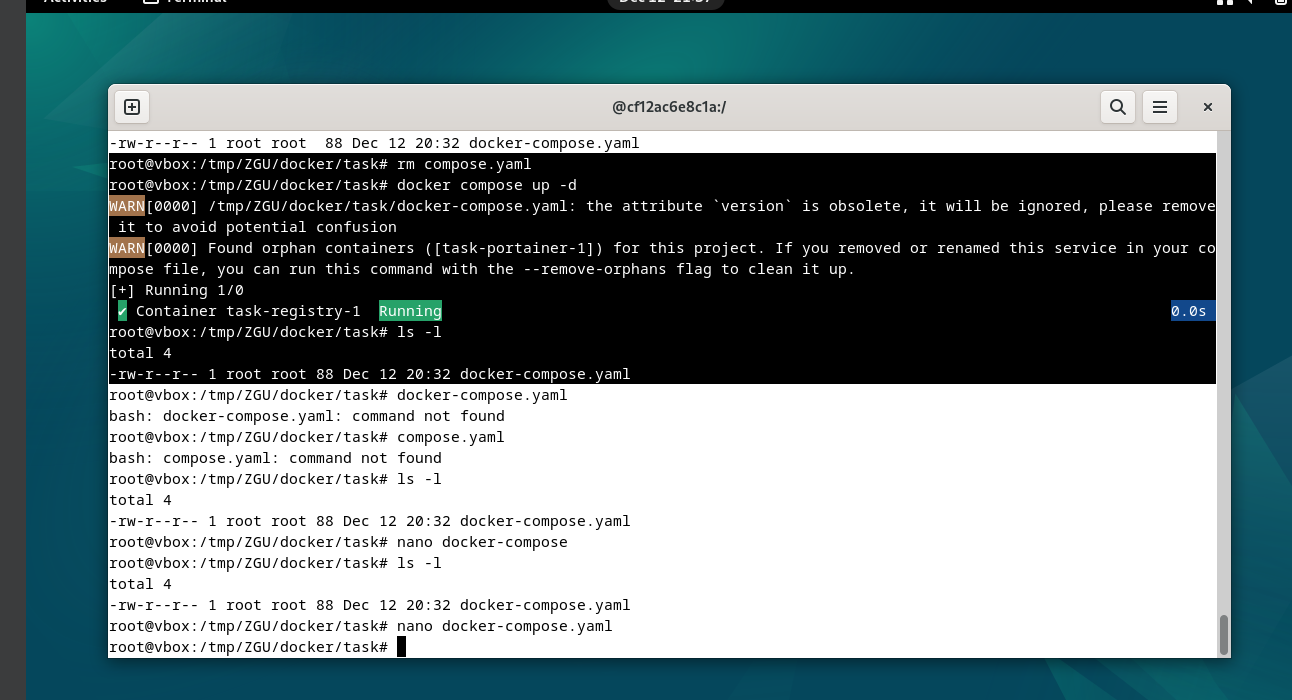 Activities Terminal Dec 12 21:57
@cf12ac6e8c1a:/
-rw-r--r-- 1 root root  88 Dec 12 20:32 docker-compose.yaml
root@vbox:/tmp/ZGU/docker/task# rm compose.yaml
root@vbox:/tmp/ZGU/docker/task# docker compose up -d
WARN[0000] /tmp/ZGU/docker/task/docker-compose.yaml: the attribute `version` is obsolete, it will be ignored, please remove
 it to avoid potential confusion
WARN[0000] Found orphan containers ([task-portainer-1]) for this project. If you removed or renamed this service in your co
mpose file, you can run this command with the --remove-orphans flag to clean it up.
[+] Running 1/0
 ✔ Container task-registry-1  Running 0.0s
root@vbox:/tmp/ZGU/docker/task# ls -l
total 4
-rw-r--r-- 1 root root 88 Dec 12 20:32 docker-compose.yaml
root@vbox:/tmp/ZGU/docker/task# docker-compose.yaml
bash: docker-compose.yaml: command not found
root@vbox:/tmp/ZGU/docker/task# compose.yaml
bash: compose.yaml: command not found
root@vbox:/tmp/ZGU/docker/task# ls -l
total 4
-rw-r--r-- 1 root root 88 Dec 12 20:32 docker-compose.yaml
root@vbox:/tmp/ZGU/docker/task# nano docker-compose
root@vbox:/tmp/ZGU/docker/task# ls -l
total 4
-rw-r--r-- 1 root root 88 Dec 12 20:32 docker-compose.yaml
root@vbox:/tmp/ZGU/docker/task# nano docker-compose.yaml
root@vbox:/tmp/ZGU/docker/task#